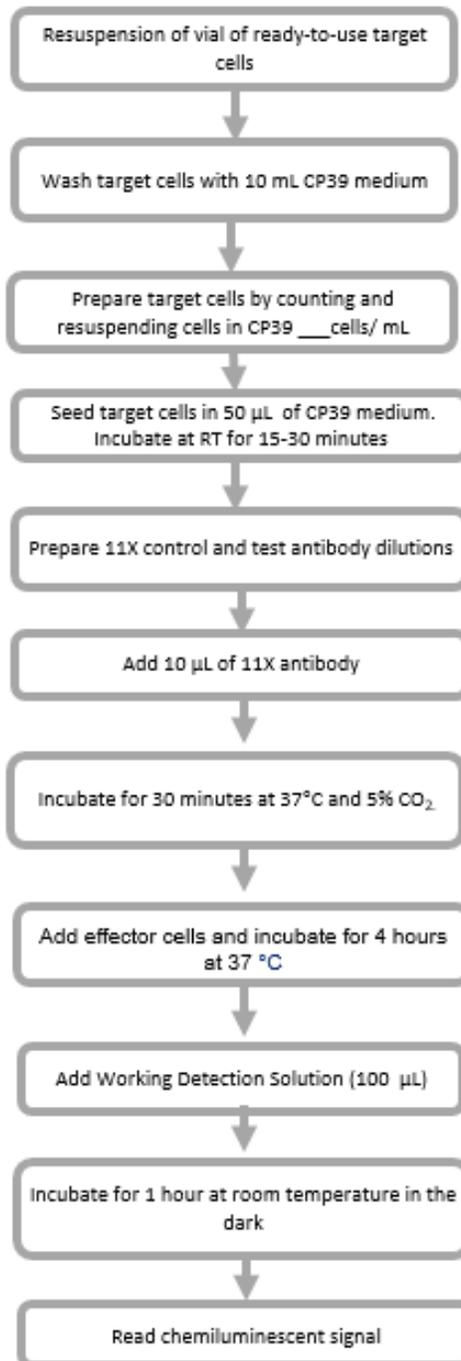 Resuspension of vial of ready-to-use target
cells
Wash target cells with 10 mL CP39 medium
Prepare target cells by counting and
resuspending cells in CP39 ___cells/ mL
Seed target cells in 50 µL of CP39 medium.
Incubate at RT for 15-30 minutes
Prepare 11X control and test antibody dilutions
Add 10 µL of 11X antibody
Incubate for 30 minutes at 37°C and 5% CO₂
Add effector cells and incubate for 4 hours
at 37 °C
Add Working Detection Solution (100 µL)
Incubate for 1 hour at room temperature in the
dark
Read chemiluminescent signal